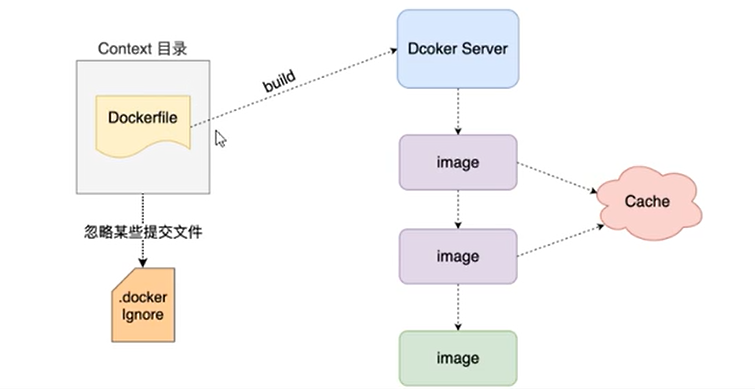 Context 目录
Dockerfile
build
Dcoker Server
image
image
image
Cache
忽略某些提交文件
.docker
Ignore